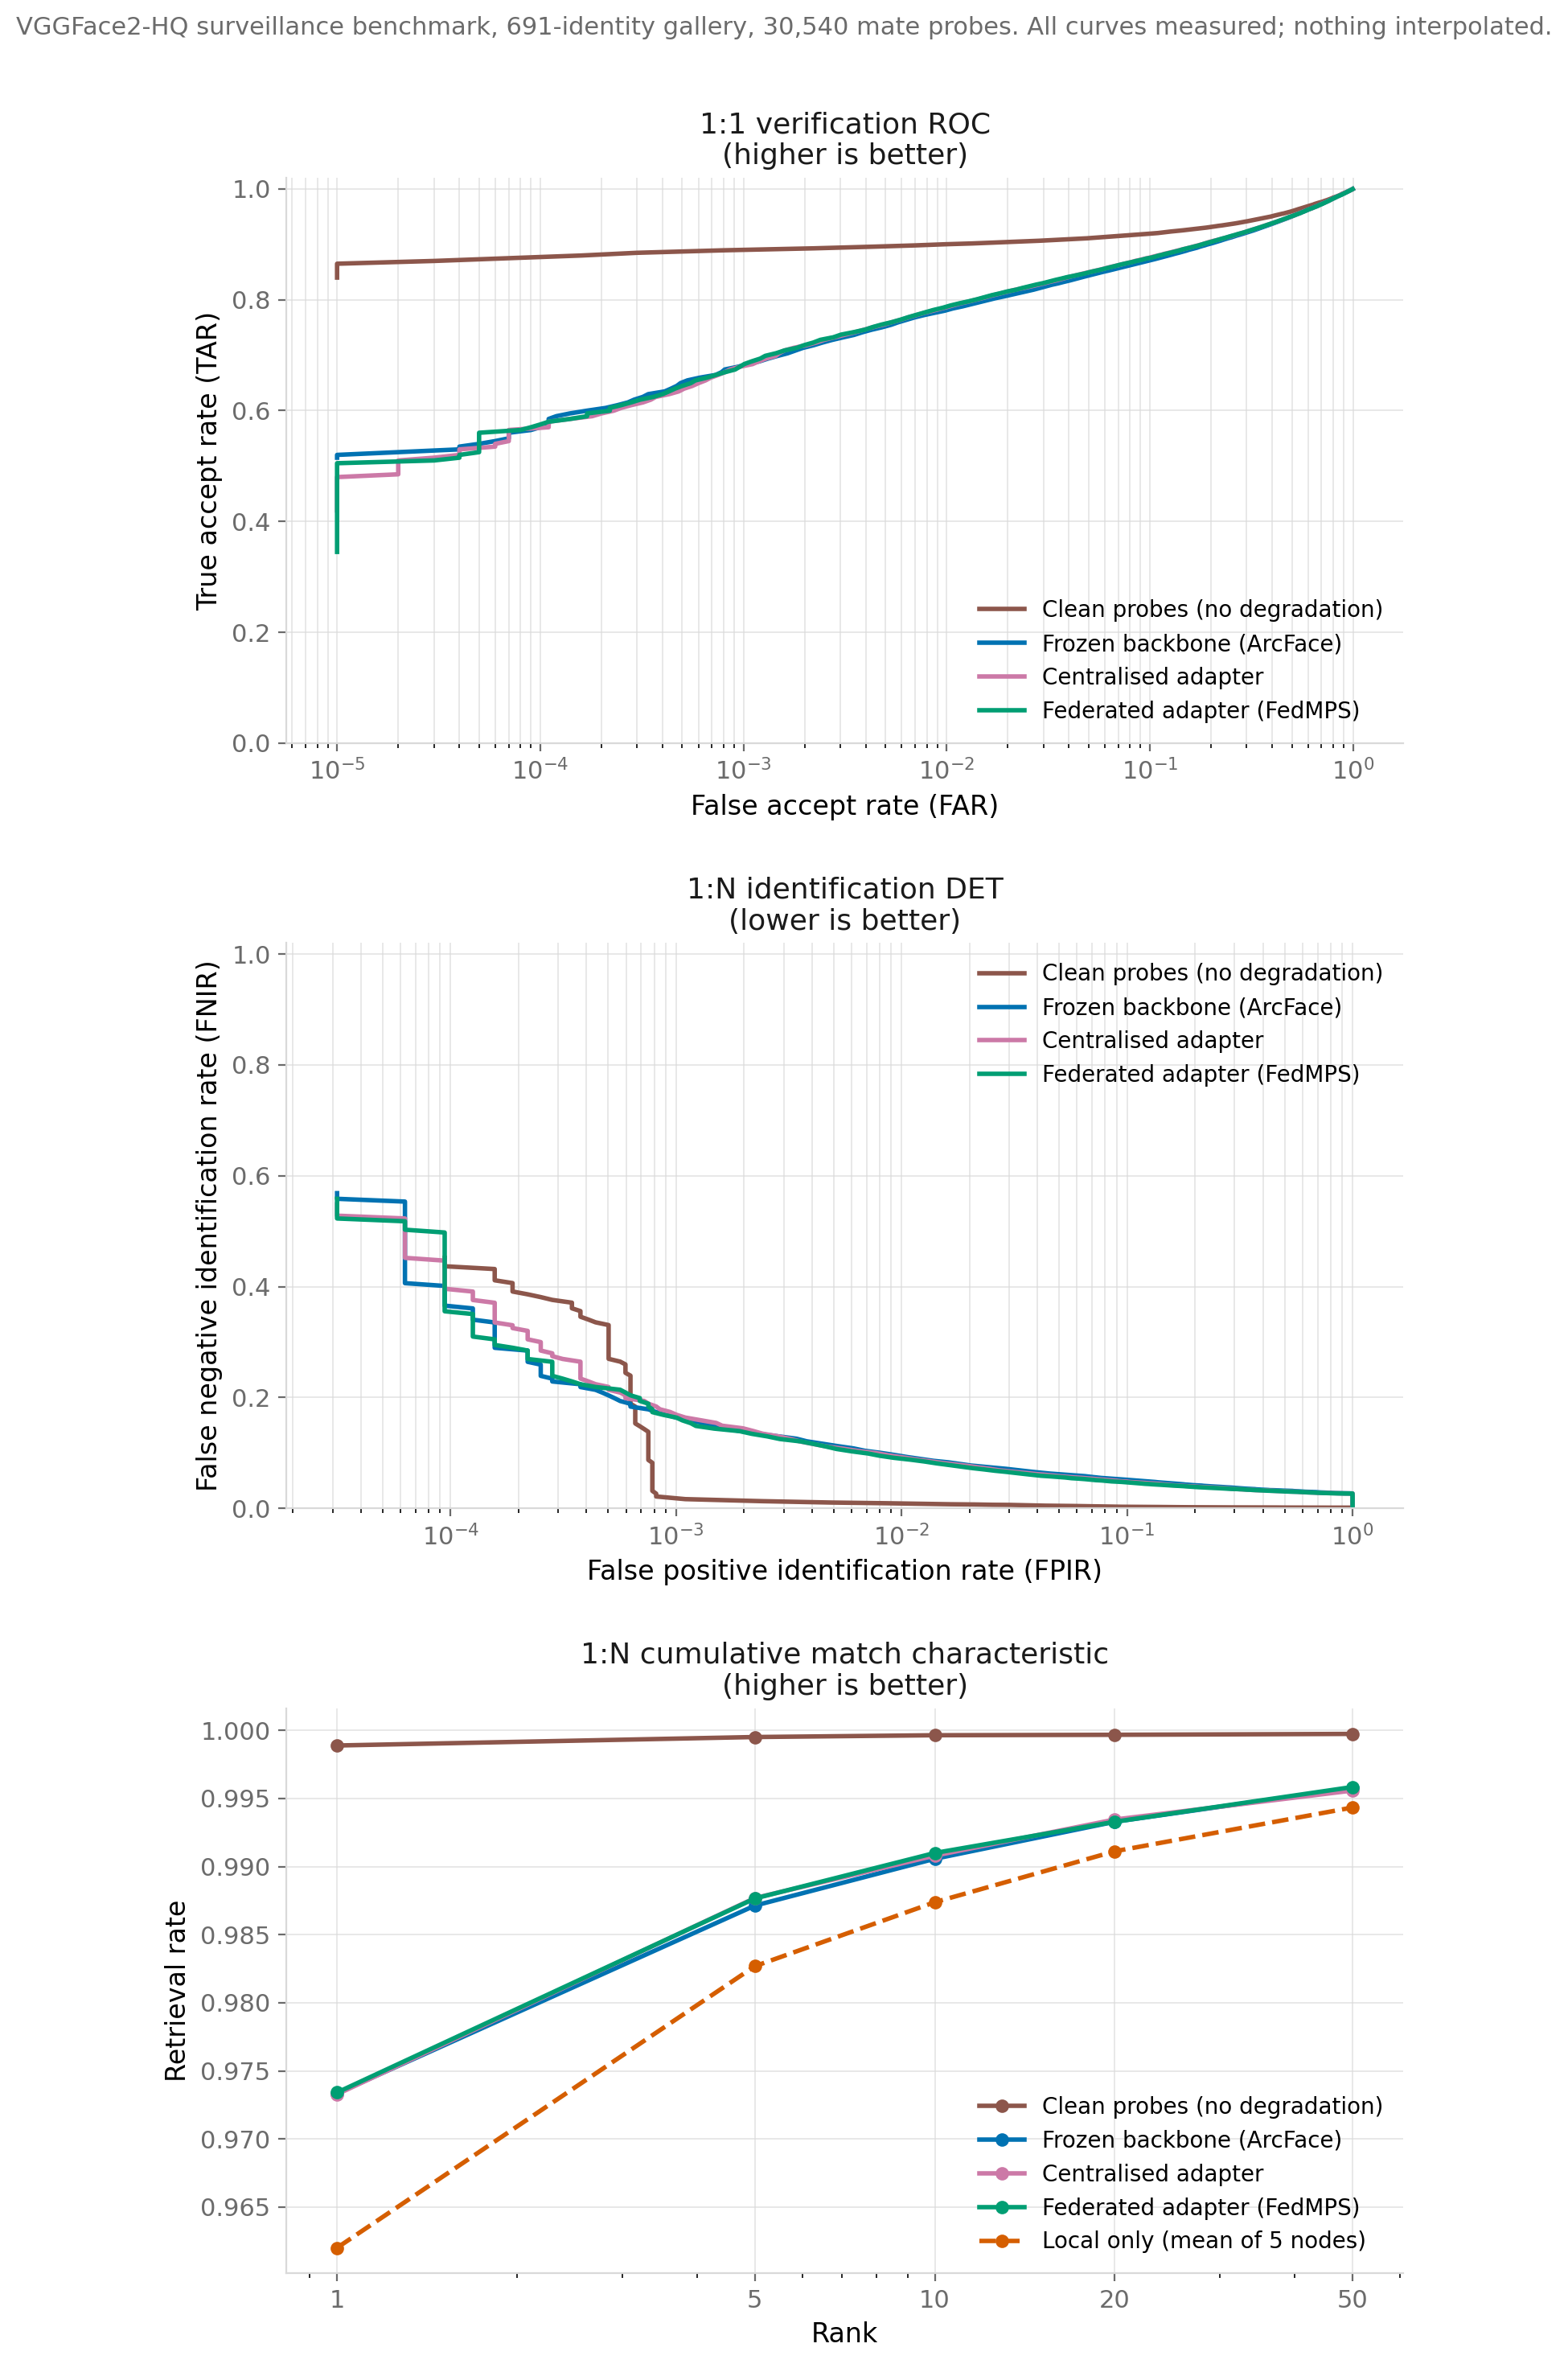 VGGFace2-HQ surveillance benchmark, 691-identity gallery, 30,540 mate probes. All curves measured; nothing interpolated.
1:1 verification ROC
(higher is better)
True accept rate (TAR)
1.0
0.8
0.6
0.4
0.2
0.0
Clean probes (no degradation)
Frozen backbone (ArcFace)
Centralised adapter
Federated adapter (FedMPS)
10⁻⁵ 10⁻⁴ 10⁻³ 10⁻² 10⁻¹ 10⁰
False accept rate (FAR)
1:N identification DET
(lower is better)
False negative identification rate (FNIR)
1.0
0.8
0.6
0.4
0.2
0.0
Clean probes (no degradation)
Frozen backbone (ArcFace)
Centralised adapter
Federated adapter (FedMPS)
10⁻⁴ 10⁻³ 10⁻² 10⁻¹ 10⁰
False positive identification rate (FPIR)
1:N cumulative match characteristic
(higher is better)
Retrieval rate
1.000
0.995
0.990
0.985
0.980
0.975
0.970
0.965
Clean probes (no degradation)
Frozen backbone (ArcFace)
Centralised adapter
Federated adapter (FedMPS)
Local only (mean of 5 nodes)
1 5 10 20 50
Rank